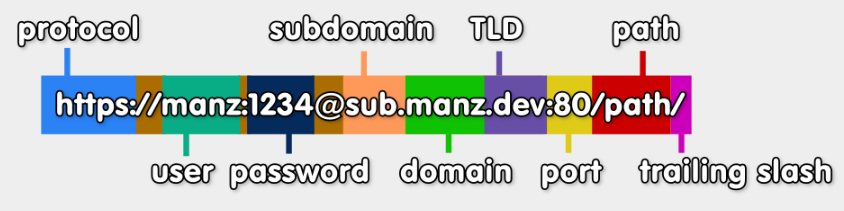 protocol subdomain TLD path
https://manz:1234@sub.manz.dev:80/path/
user password domain port trailing slash